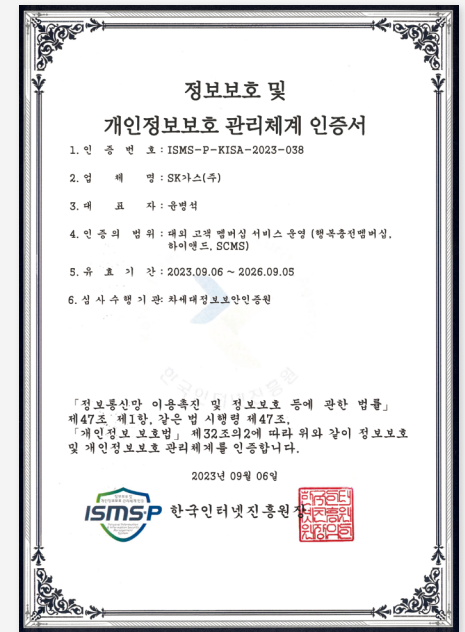 정보보호 및
개인정보보호 관리체계 인증서
1. 인 증 번 호 : ISMS-P-KISA-2023-038
2. 업 체 명 : SK가스(주)
3. 대 표 자 : 윤병석
4. 인 증 의 범 위 : 대외 고객 멤버십 서비스 운영 (행복충전멤버십,
하이앤드, SCMS)
5. 유 효 기 간 : 2023.09.06 ~ 2026.09.05
6. 심 사 수 행 기 관: 차세대정보보안인증원
「정보통신망 이용촉진 및 정보보호 등에 관한 법률」
제47조 제1항, 같은 법 시행령 제47조,
「개인정보 보호법」 제32조의2에 따라 위와 같이 정보보호
및 개인정보보호 관리체계를 인증합니다.
2023년 09월 06일
ISMS-P
한국인터넷진흥원장